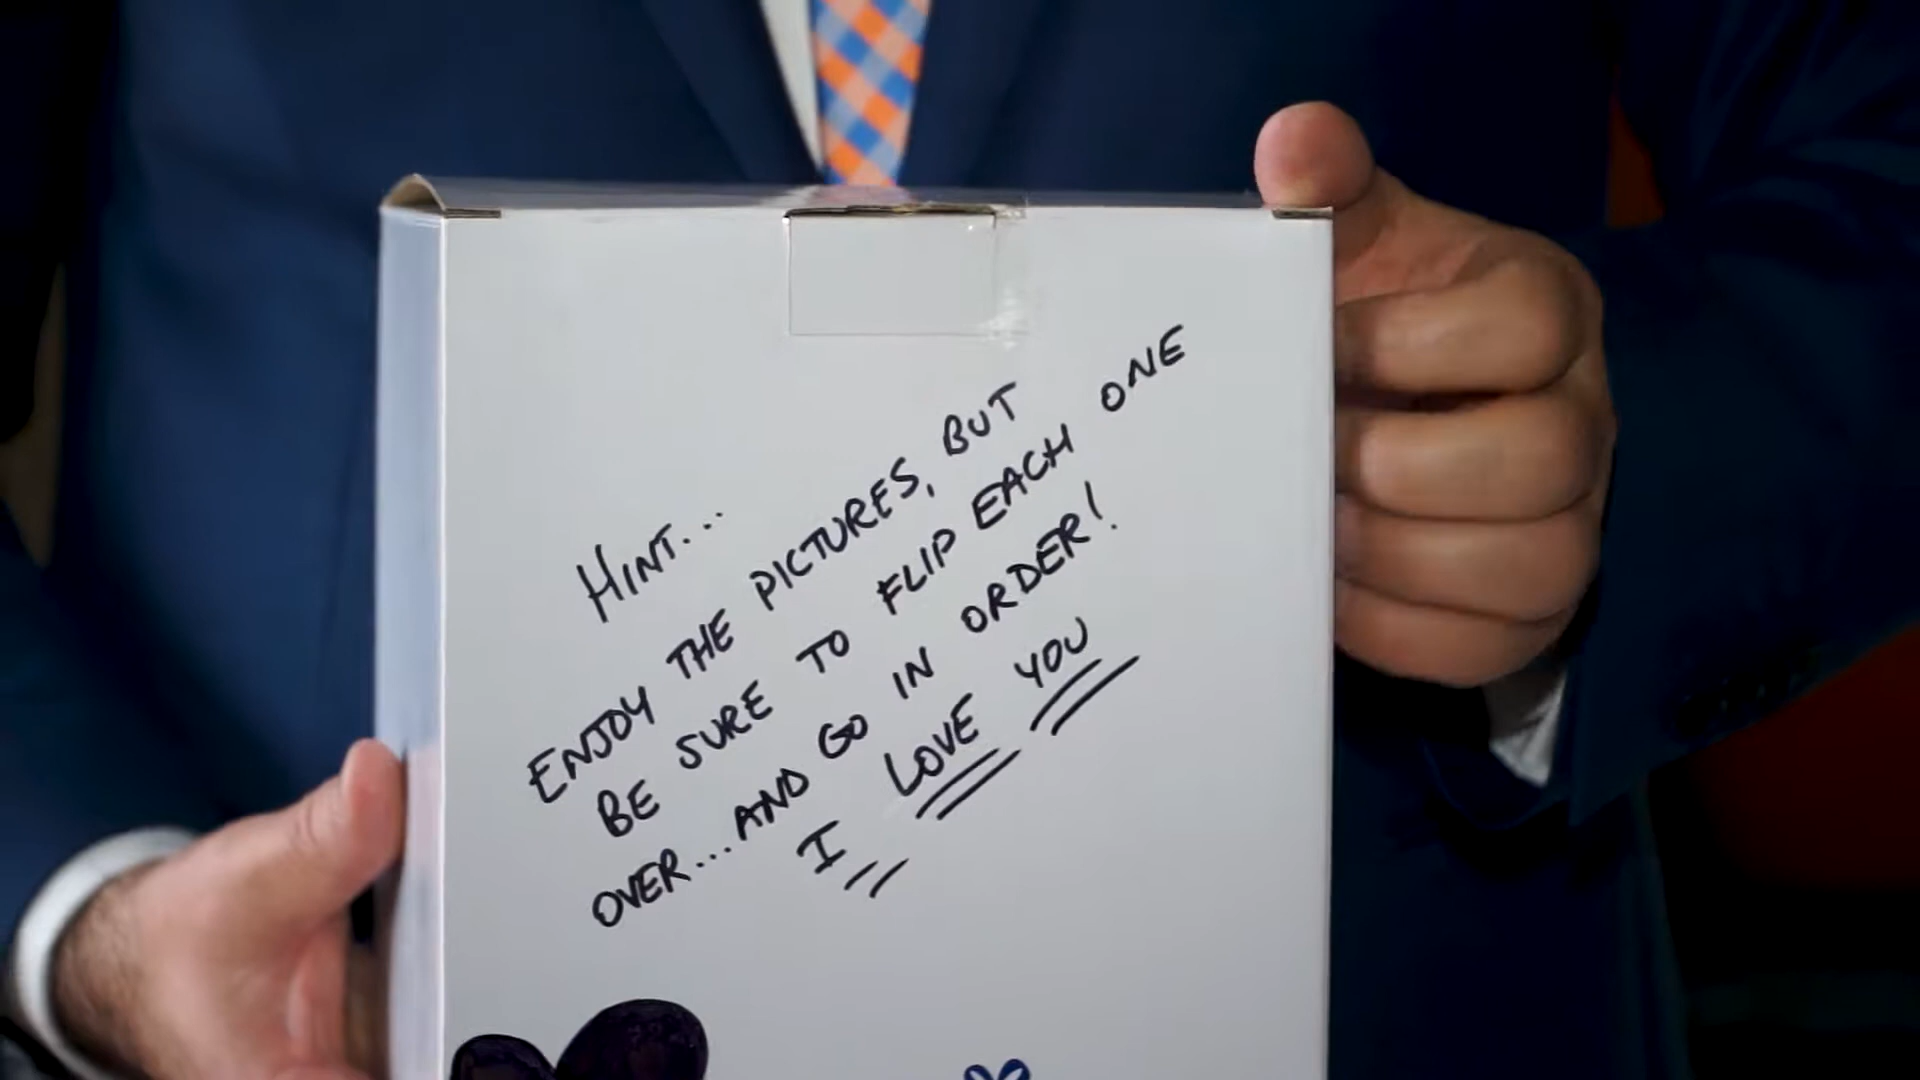 HINT...
ENJOY THE PICTURES, BUT
BE SURE TO FLIP EACH ONE
OVER... AND GO IN ORDER!
I LOVE YOU